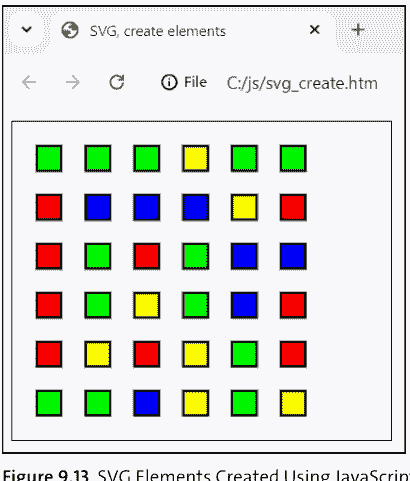 SVG, create elements
File C:/js/svg_create.htm
Figure 9.13 SVG Elements Created Using JavaScript